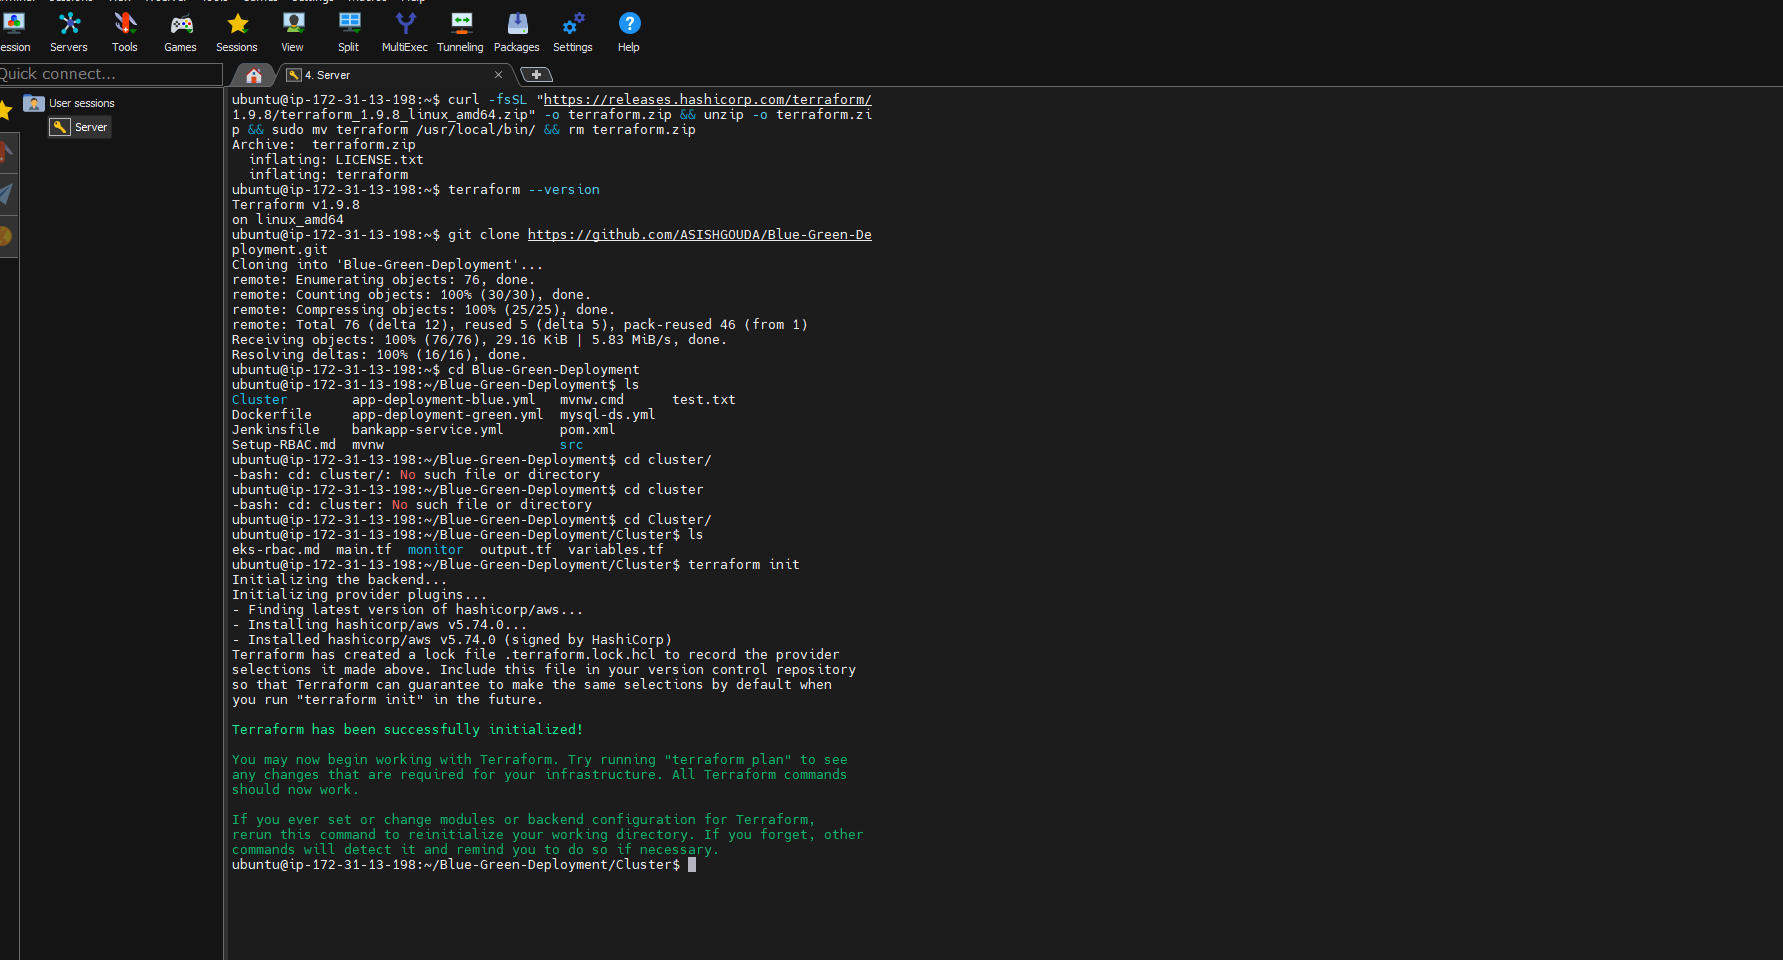 ession
Servers
Tools
Games
Sessions
View
Split
MultiExec
Tunneling
Packages
Settings
Help
Quick connect...
4. Server
User sessions
Server
ubuntu@ip-172-31-13-198:~$ curl -fsSL "https://releases.hashicorp.com/terraform/
1.9.8/terraform_1.9.8_linux_amd64.zip" -o terraform.zip && unzip -o terraform.zi
p && sudo mv terraform /usr/local/bin/ && rm terraform.zip
Archive:  terraform.zip
  inflating: LICENSE.txt
  inflating: terraform
ubuntu@ip-172-31-13-198:~$ terraform --version
Terraform v1.9.8
on linux_amd64
ubuntu@ip-172-31-13-198:~$ git clone https://github.com/ASISHGOUDA/Blue-Green-De
ployment.git
Cloning into 'Blue-Green-Deployment'...
remote: Enumerating objects: 76, done.
remote: Counting objects: 100% (30/30), done.
remote: Compressing objects: 100% (25/25), done.
remote: Total 76 (delta 12), reused 5 (delta 5), pack-reused 46 (from 1)
Receiving objects: 100% (76/76), 29.16 KiB | 5.83 MiB/s, done.
Resolving deltas: 100% (16/16), done.
ubuntu@ip-172-31-13-198:~$ cd Blue-Green-Deployment
ubuntu@ip-172-31-13-198:~/Blue-Green-Deployment$ ls
Cluster        app-deployment-blue.yml   mvnw.cmd      test.txt
Dockerfile     app-deployment-green.yml  mysql-ds.yml
Jenkinsfile    bankapp-service.yml       pom.xml
Setup-RBAC.md  mvnw                      src
ubuntu@ip-172-31-13-198:~/Blue-Green-Deployment$ cd cluster/
-bash: cd: cluster/: No such file or directory
ubuntu@ip-172-31-13-198:~/Blue-Green-Deployment$ cd cluster
-bash: cd: cluster: No such file or directory
ubuntu@ip-172-31-13-198:~/Blue-Green-Deployment$ cd Cluster/
ubuntu@ip-172-31-13-198:~/Blue-Green-Deployment/Cluster$ ls
eks-rbac.md  main.tf  monitor  output.tf  variables.tf
ubuntu@ip-172-31-13-198:~/Blue-Green-Deployment/Cluster$ terraform init
Initializing the backend...
Initializing provider plugins...
- Finding latest version of hashicorp/aws...
- Installing hashicorp/aws v5.74.0...
- Installed hashicorp/aws v5.74.0 (signed by HashiCorp)
Terraform has created a lock file .terraform.lock.hcl to record the provider
selections it made above. Include this file in your version control repository
so that Terraform can guarantee to make the same selections by default when
you run "terraform init" in the future.
Terraform has been successfully initialized!
You may now begin working with Terraform. Try running "terraform plan" to see
any changes that are required for your infrastructure. All Terraform commands
should now work.
If you ever set or change modules or backend configuration for Terraform,
rerun this command to reinitialize your working directory. If you forget, other
commands will detect it and remind you to do so if necessary.
ubuntu@ip-172-31-13-198:~/Blue-Green-Deployment/Cluster$